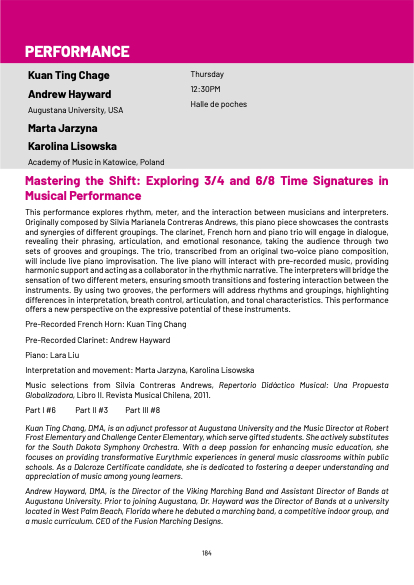 PERFORMANCE
Kuan Ting Chage
Andrew Hayward
Augustana University, USA
Marta Jarzyna
Karolina Lisowska
Academy of Music in Katowice, Poland
Thursday
12:30PM
Halle de poches
Mastering the Shift: Exploring 3/4 and 6/8 Time Signatures in
Musical Performance
This performance explores rhythm, meter, and the interaction between musicians and interpreters.
Originally composed by Silvia Marianela Contreras Andrews, this piano piece showcases the contrasts
and synergies of different groupings. The clarinet, French horn and piano trio will engage in dialogue,
revealing their phrasing, articulation, and emotional resonance, taking the audience through two
sets of grooves and groupings. The trio, transcribed from an original two-voice piano composition,
will include live piano improvisation. The live piano will interact with pre-recorded music, providing
harmonic support and acting as a collaborator in the rhythmic narrative. The interpreters will bridge the
sensation of two different meters, ensuring smooth transitions and fostering interaction between the
instruments. By using two grooves, the performers will address rhythms and groupings, highlighting
differences in interpretation, breath control, articulation, and tonal characteristics. This performance
offers a new perspective on the expressive potential of these instruments.
Pre-Recorded French Horn: Kuan Ting Chang
Pre-Recorded Clarinet: Andrew Hayward
Piano: Lara Liu
Interpretation and movement: Marta Jarzyna, Karolina Lisowska
Music selections from Silvia Contreras Andrews, Repertorio Didáctico Musical: Una Propuesta
Globalizadora, Libro II. Revista Musical Chilena, 2011.
Part I #6 Part II #3 Part III #8
Kuan Ting Chang, DMA, is an adjunct professor at Augustana University and the Music Director at Robert
Frost Elementary and Challenge Center Elementary, which serve gifted students. She actively substitutes
for the South Dakota Symphony Orchestra. With a deep passion for enhancing music education, she
focuses on providing transformative Eurythmic experiences in general music classrooms within public
schools. As a Dalcroze Certificate candidate, she is dedicated to fostering a deeper understanding and
appreciation of music among young learners.
Andrew Hayward, DMA, is the Director of the Viking Marching Band and Assistant Director of Bands at
Augustana University. Prior to joining Augustana, Dr. Hayward was the Director of Bands at a university
located in West Palm Beach, Florida where he debuted a marching band, a competitive indoor group, and
a music curriculum. CEO of the Fusion Marching Designs.
184